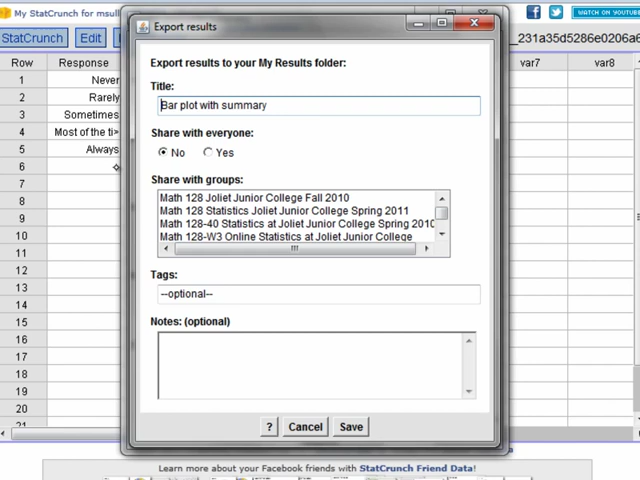 My StatCrunch for msull
WATCH ON YOUTUBE
StatCrunch
Edit
_231a35d5286e0206a6
Row
Response
var7
var8
1
Never
2
Rarely
3
Sometimes
4
Most of the ti>
5
Always
6
7
8
9
10
11
12
13
14
15
16
17
18
19
20
21
Export results
Export results to your My Results folder:
Title:
Bar plot with summary
Share with everyone:
No
Yes
Share with groups:
Math 128 Joliet Junior College Fall 2010
Math 128 Statistics Joliet Junior College Spring 2011
Math 128-40 Statistics at Joliet Junior College Spring 2010
Math 128-W3 Online Statistics at Joliet Junior College
Tags:
--optional--
Notes: (optional)
?
Cancel
Save
Learn more about your Facebook friends with StatCrunch Friend Data!